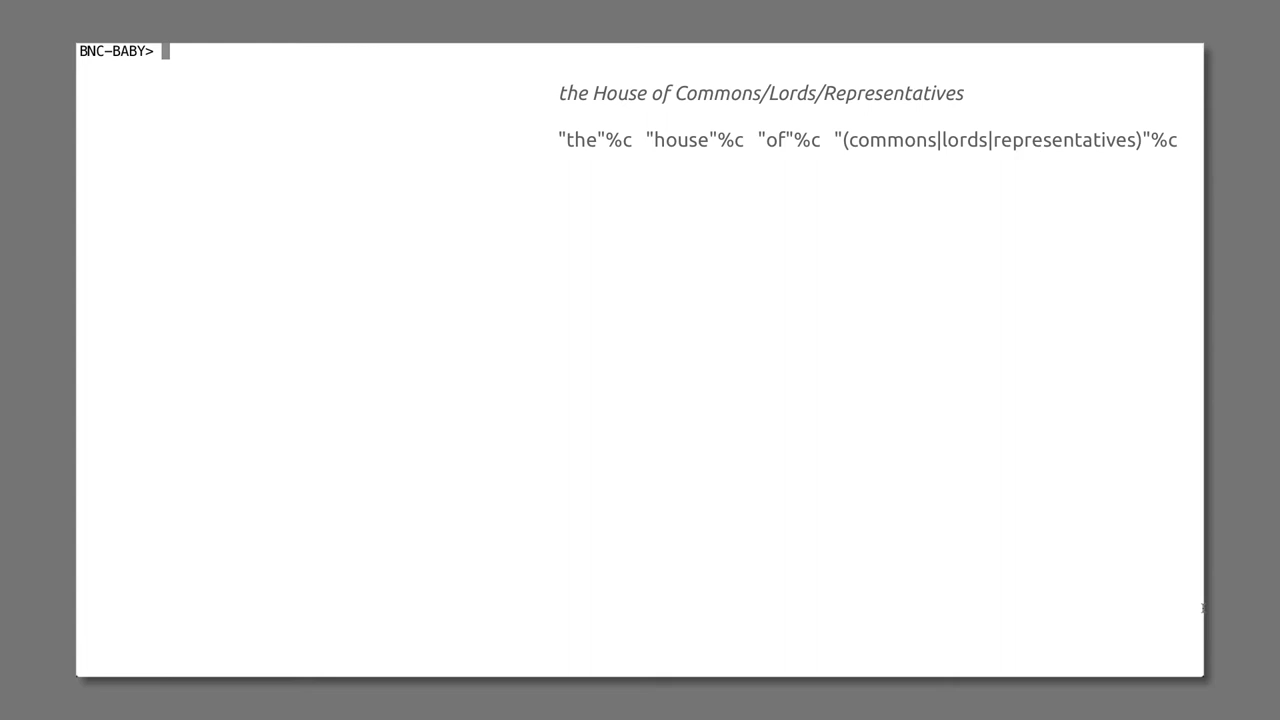 BNC-BABY>
the House of Commons/Lords/Representatives
"the"%c "house"%c "of"%c "(commons|lords|representatives)"%c